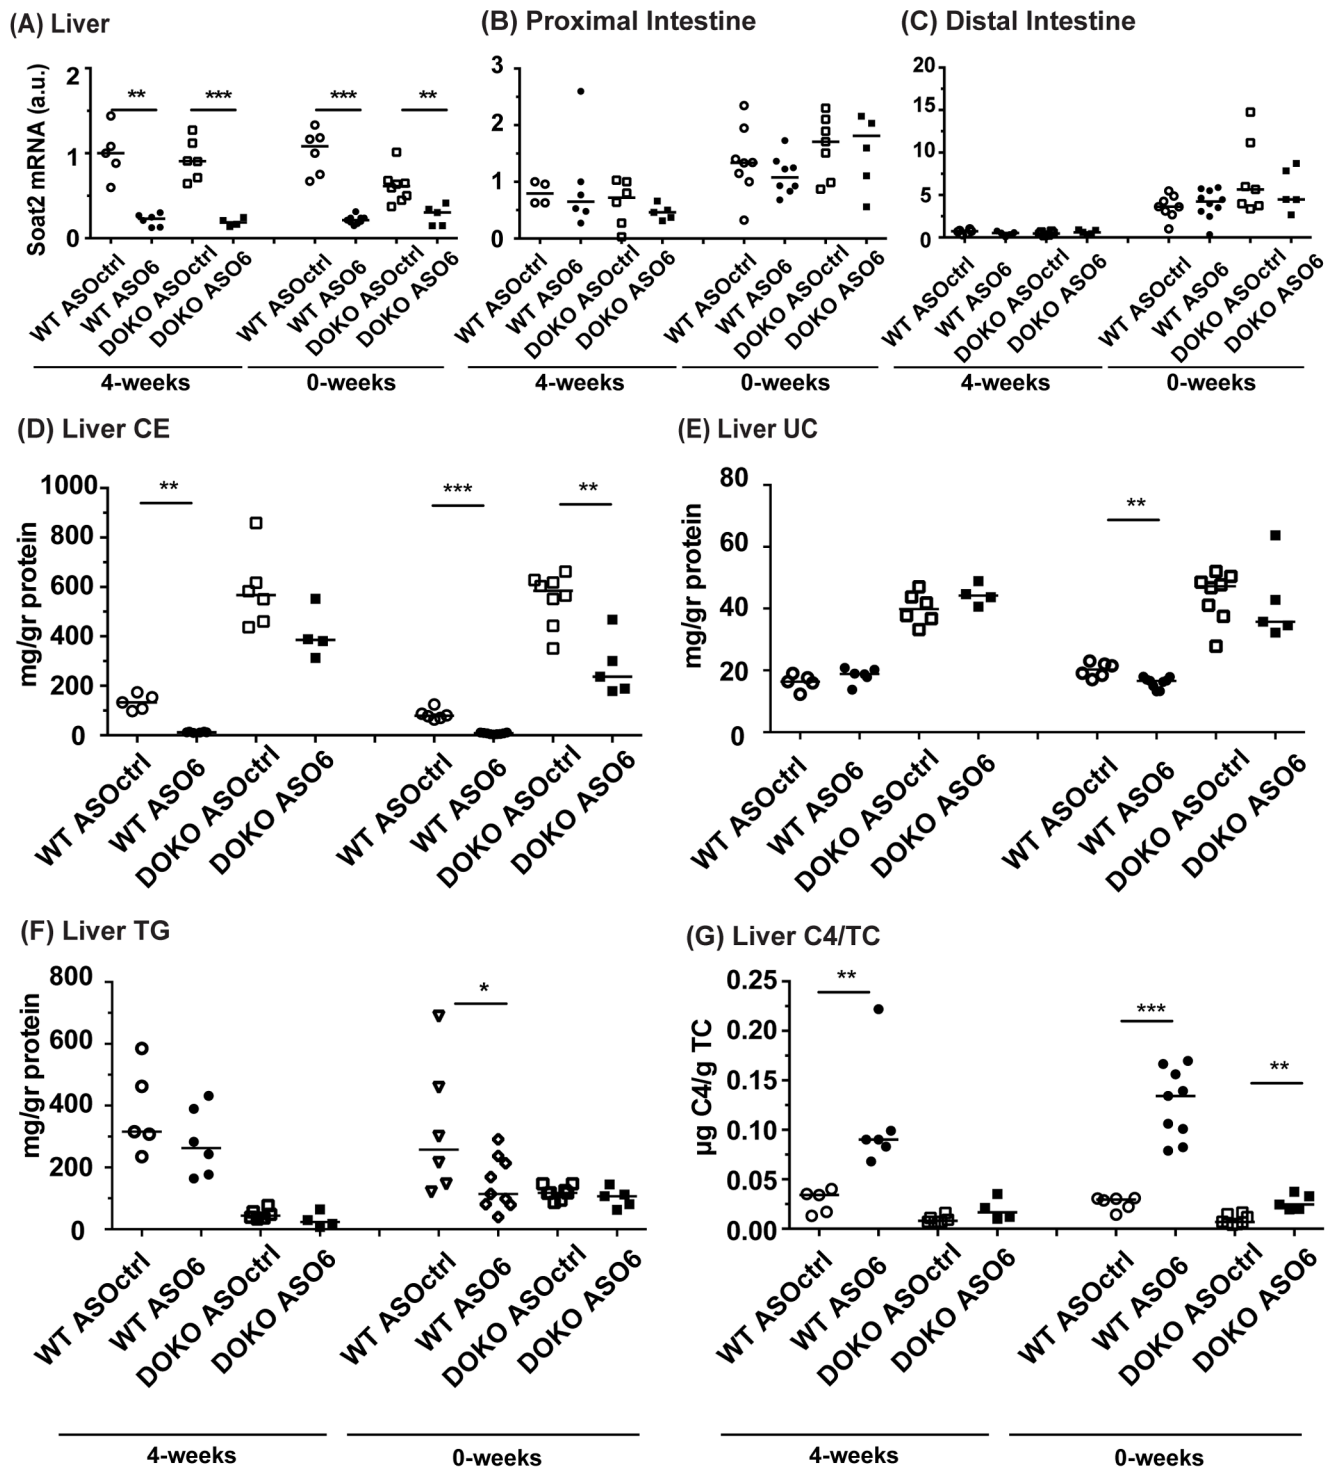 (A) Liver
(B) Proximal Intestine
(C) Distal Intestine
Soat2 mRNA (a.u.)
2
1
0
**
***
***
**
3
2
1
0
20
15
10
5
0
WT ASOctrl
WT ASO6
DOKO ASOctrl
DOKO ASO6
WT ASOctrl
WT ASO6
DOKO ASOctrl
DOKO ASO6
WT ASOctrl
WT ASO6
DOKO ASOctrl
DOKO ASO6
WT ASOctrl
WT ASO6
DOKO ASOctrl
DOKO ASO6
WT ASOctrl
WT ASO6
DOKO ASOctrl
DOKO ASO6
WT ASOctrl
WT ASO6
DOKO ASOctrl
DOKO ASO6
4-weeks
0-weeks
4-weeks
0-weeks
4-weeks
0-weeks
(D) Liver CE
mg/gr protein
1000
800
600
400
200
0
**
***
**
WT ASOctrl
WT ASO6
DOKO ASOctrl
DOKO ASO6
WT ASOctrl
WT ASO6
DOKO ASOctrl
DOKO ASO6
(E) Liver UC
mg/gr protein
80
60
40
20
0
**
WT ASOctrl
WT ASO6
DOKO ASOctrl
DOKO ASO6
WT ASOctrl
WT ASO6
DOKO ASOctrl
DOKO ASO6
(F) Liver TG
mg/gr protein
800
600
400
200
0
*
WT ASOctrl
WT ASO6
DOKO ASOctrl
DOKO ASO6
WT ASOctrl
WT ASO6
DOKO ASOctrl
DOKO ASO6
4-weeks
0-weeks
(G) Liver C4/TC
µg C4/g TC
0.25
0.20
0.15
0.10
0.05
0.00
**
***
**
WT ASOctrl
WT ASO6
DOKO ASOctrl
DOKO ASO6
WT ASOctrl
WT ASO6
DOKO ASOctrl
DOKO ASO6
4-weeks
0-weeks